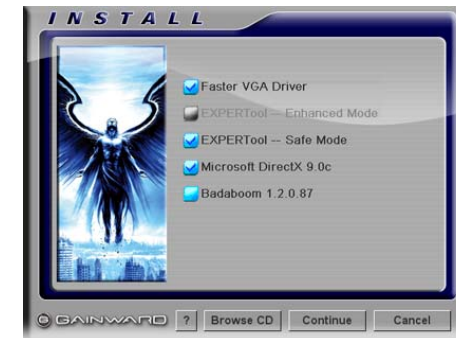 INSTALL
Faster VGA Driver
EXPERTool -- Enhanced Mode
EXPERTool -- Safe Mode
Microsoft DirectX 9.0c
Badaboom 1.2.0.87
GAINWARD ? Browse CD Continue Cancel